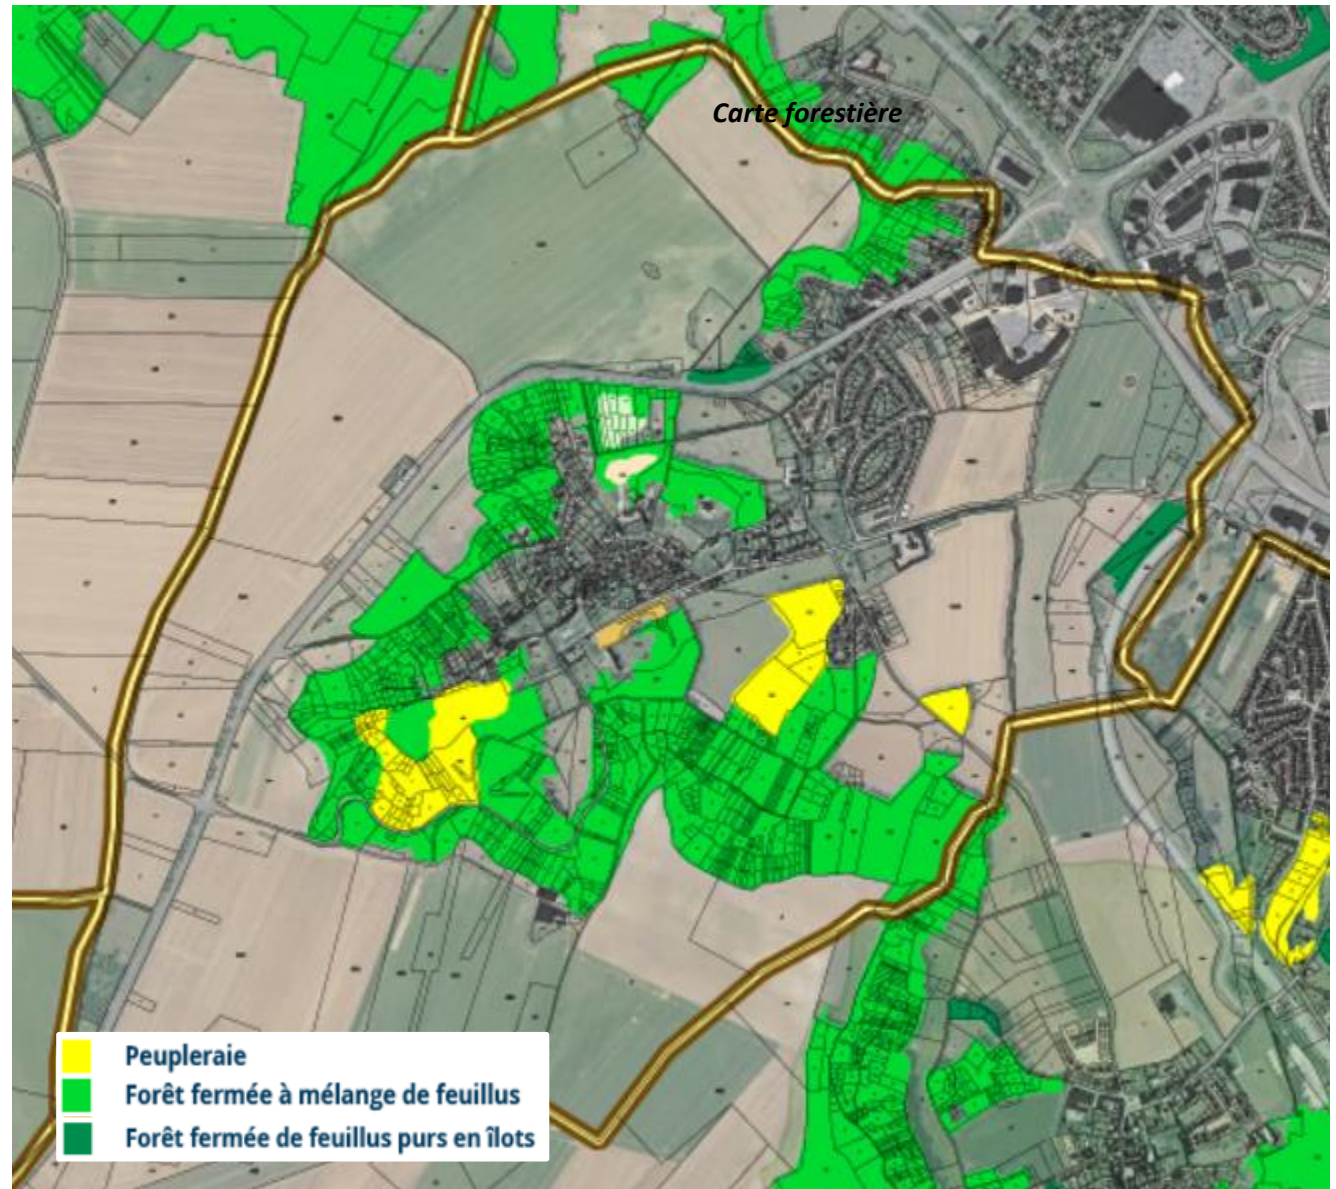 Carte forestière
Peupleraie
Forêt fermée à mélange de feuillus
Forêt fermée de feuillus purs en îlots